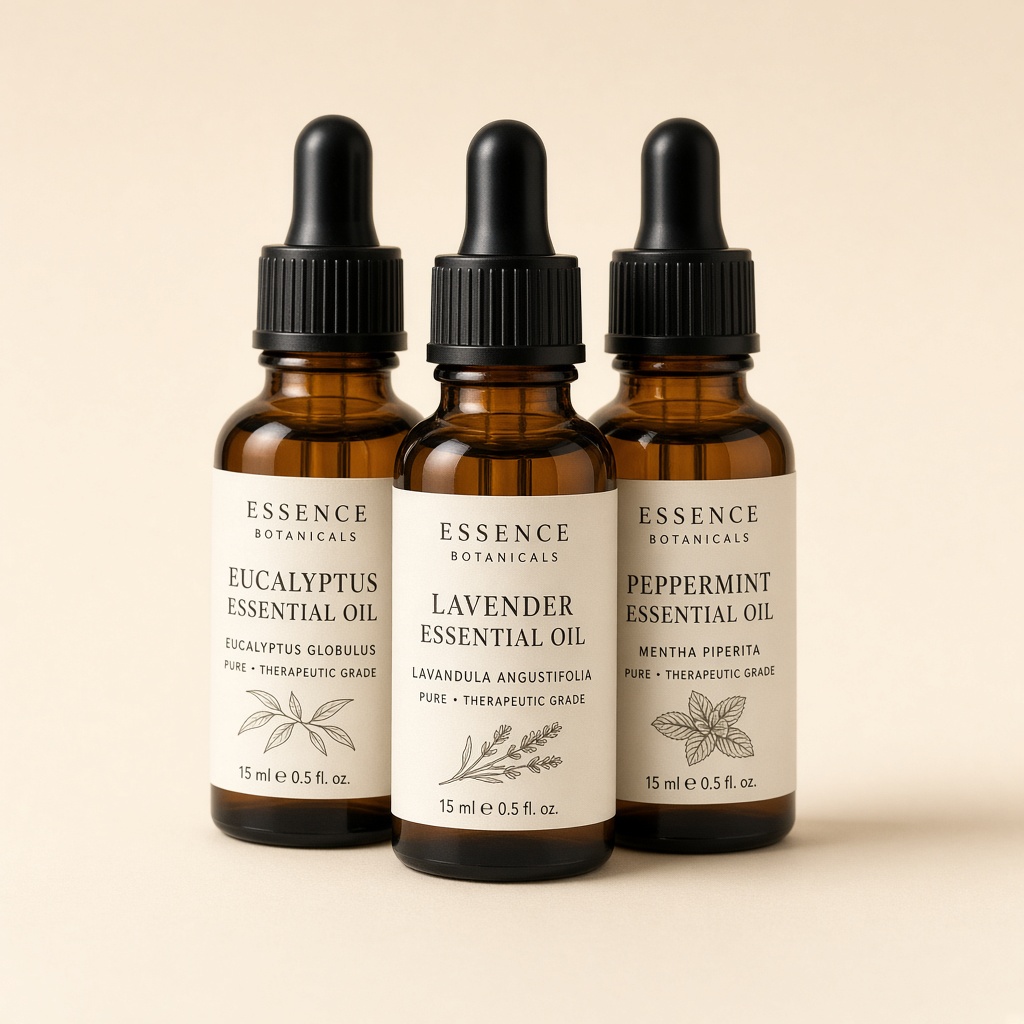 ESSENCE
BOTANICALS
EUCALYPTUS
ESSENTIAL OIL
EUCALYPTUS GLOBULUS
PURE • THERAPEUTIC GRADE
15 ml ℮ 0.5 fl. oz.
ESSENCE
BOTANICALS
LAVENDER
ESSENTIAL OIL
LAVANDULA ANGUSTIFOLIA
PURE • THERAPEUTIC GRADE
15 ml ℮ 0.5 fl. oz.
ESSENCE
BOTANICALS
PEPPERMINT
ESSENTIAL OIL
MENTHA PIPERITA
PURE • THERAPEUTIC GRADE
15 ml ℮ 0.5 fl. oz.